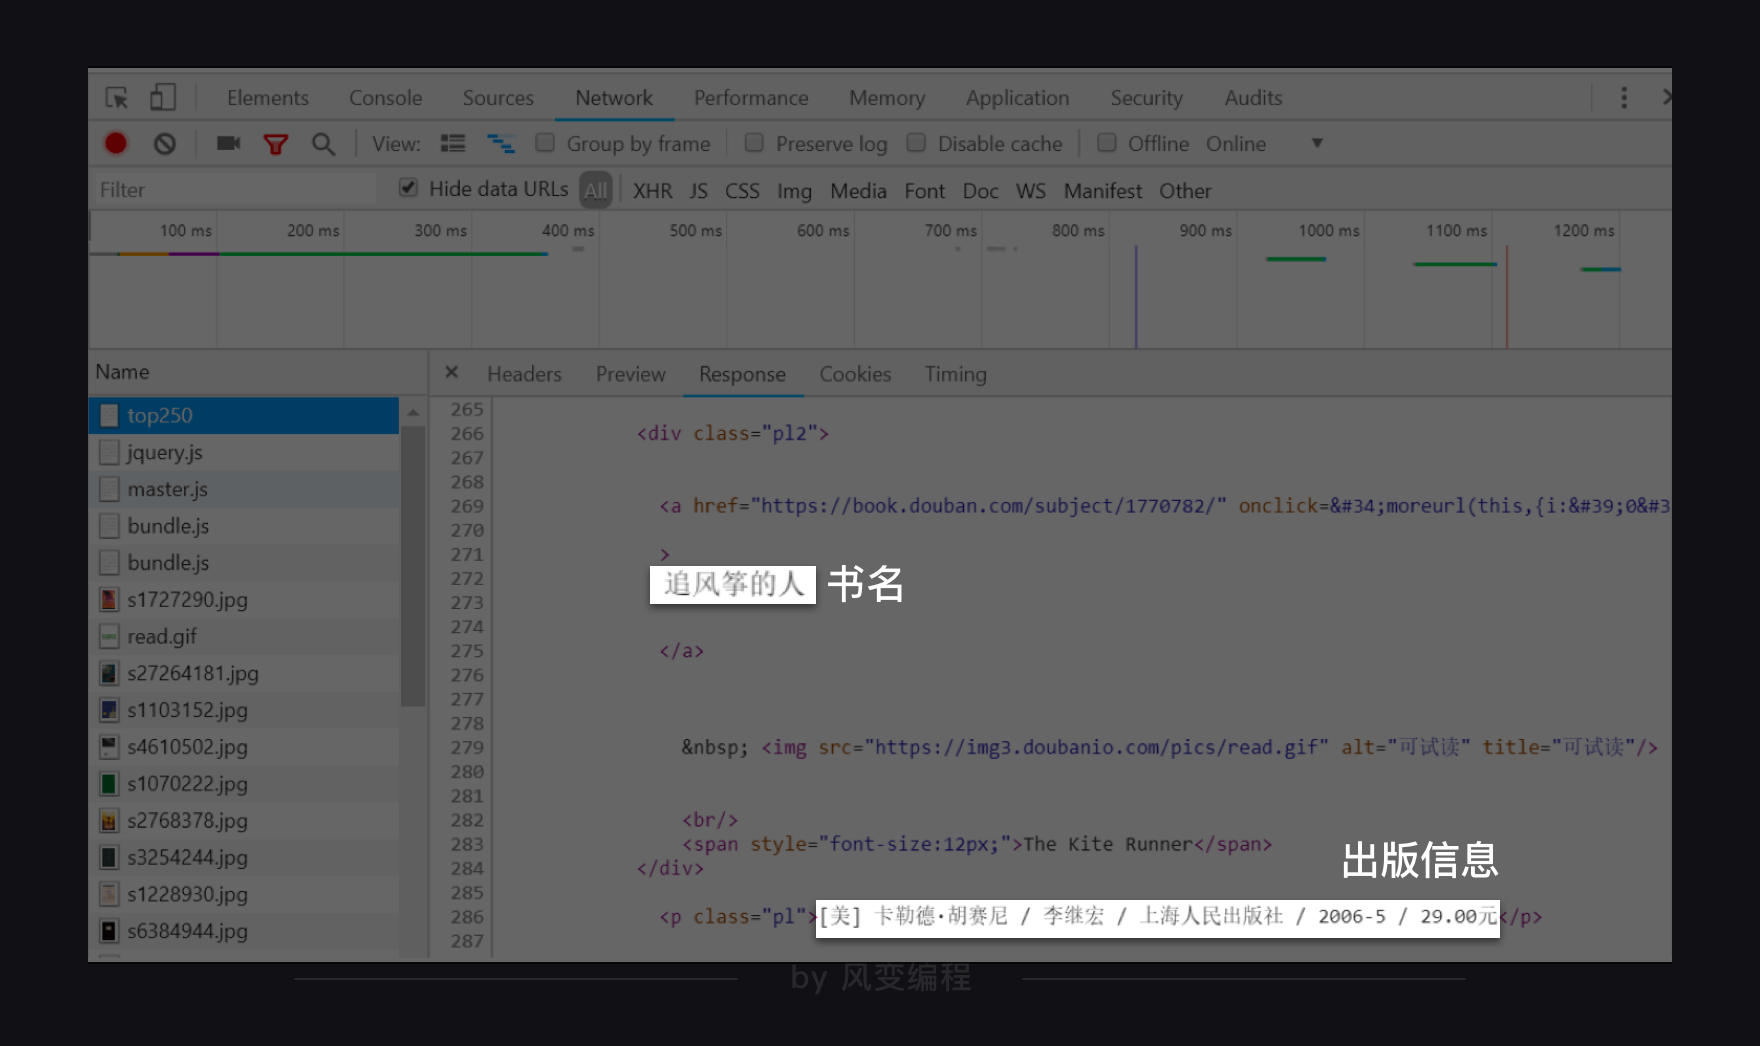 Elements Console Sources Network Performance Memory Application Security Audits
View: Group by frame Preserve log Disable cache Offline Online
Filter Hide data URLs All XHR JS CSS Img Media Font Doc WS Manifest Other
100 ms 200 ms 300 ms 400 ms 500 ms 600 ms 700 ms 800 ms 900 ms 1000 ms 1100 ms 1200 ms
Name
top250
jquery.js
master.js
bundle.js
bundle.js
s1727290.jpg
read.gif
s27264181.jpg
s1103152.jpg
s4610502.jpg
s1070222.jpg
s2768378.jpg
s3254244.jpg
s1228930.jpg
s6384944.jpg
× Headers Preview Response Cookies Timing
265
266 <div class="pl2">
267
268
269 <a href="https://book.douban.com/subject/1770782/" onclick=&#34;moreurl(this,{i:&#39;0&#3
270
271 >
272 追风筝的人 书名
273
274
275 </a>
276
277
278
279 &nbsp; <img src="https://img3.doubanio.com/pics/read.gif" alt="可试读" title="可试读"/>
280
281
282 <br/>
283 <span style="font-size:12px;">The Kite Runner</span>
284 </div>
出版信息
285
286 <p class="pl">[美] 卡勒德·胡赛尼 / 李继宏 / 上海人民出版社 / 2006-5 / 29.00元</p>
287
by 风变编程